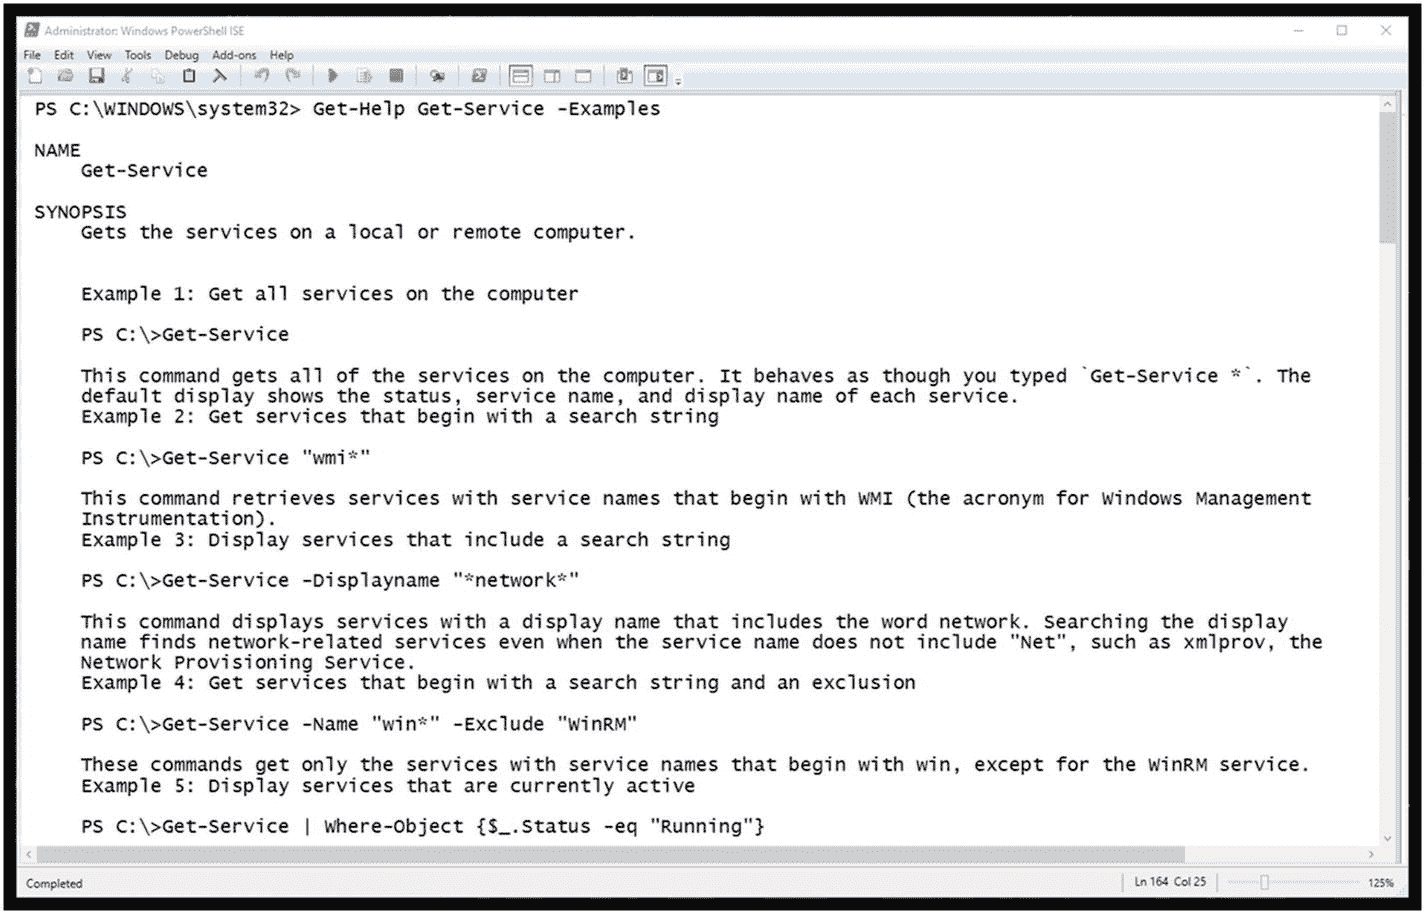 Administrator: Windows PowerShell ISE
File Edit View Tools Debug Add-ons Help
PS C:\WINDOWS\system32> Get-Help Get-Service -Examples
NAME
Get-Service
SYNOPSIS
Gets the services on a local or remote computer.
Example 1: Get all services on the computer
PS C:\>Get-Service
This command gets all of the services on the computer. It behaves as though you typed `Get-Service *`. The
default display shows the status, service name, and display name of each service.
Example 2: Get services that begin with a search string
PS C:\>Get-Service "wmi*"
This command retrieves services with service names that begin with WMI (the acronym for Windows Management
Instrumentation).
Example 3: Display services that include a search string
PS C:\>Get-Service -Displayname "*network*"
This command displays services with a display name that includes the word network. Searching the display
name finds network-related services even when the service name does not include "Net", such as xmlprov, the
Network Provisioning Service.
Example 4: Get services that begin with a search string and an exclusion
PS C:\>Get-Service -Name "win*" -Exclude "WinRM"
These commands get only the services with service names that begin with win, except for the WinRM service.
Example 5: Display services that are currently active
PS C:\>Get-Service | Where-Object {$_.Status -eq "Running"}
Completed
Ln 164 Col 25
125%